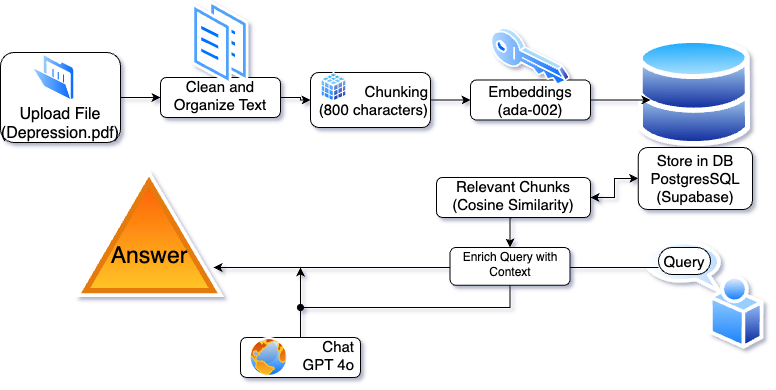 Upload File
(Depression.pdf)
Clean and
Organize Text
Chunking
(800 characters)
Embeddings
(ada-002)
Store in DB
PostgresSQL
(Supabase)
Relevant Chunks
(Cosine Similarity)
Answer
Enrich Query with
Context
Query
Chat
GPT 4o